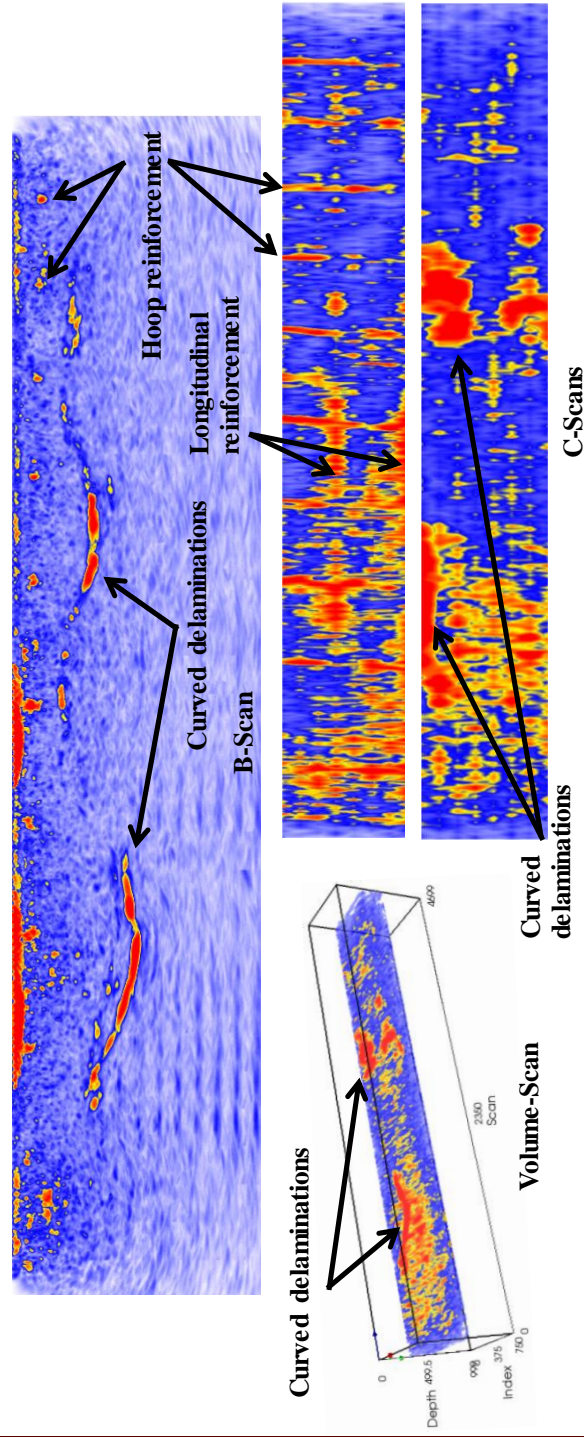 Hoop reinforcement
Curved delaminations
B-Scan
Longitudinal
reinforcement
C-Scans
Curved
delaminations
Curved delaminations
Volume-Scan
0
Depth 499.5
998
Index
375
750
0
2350
Scan
4699